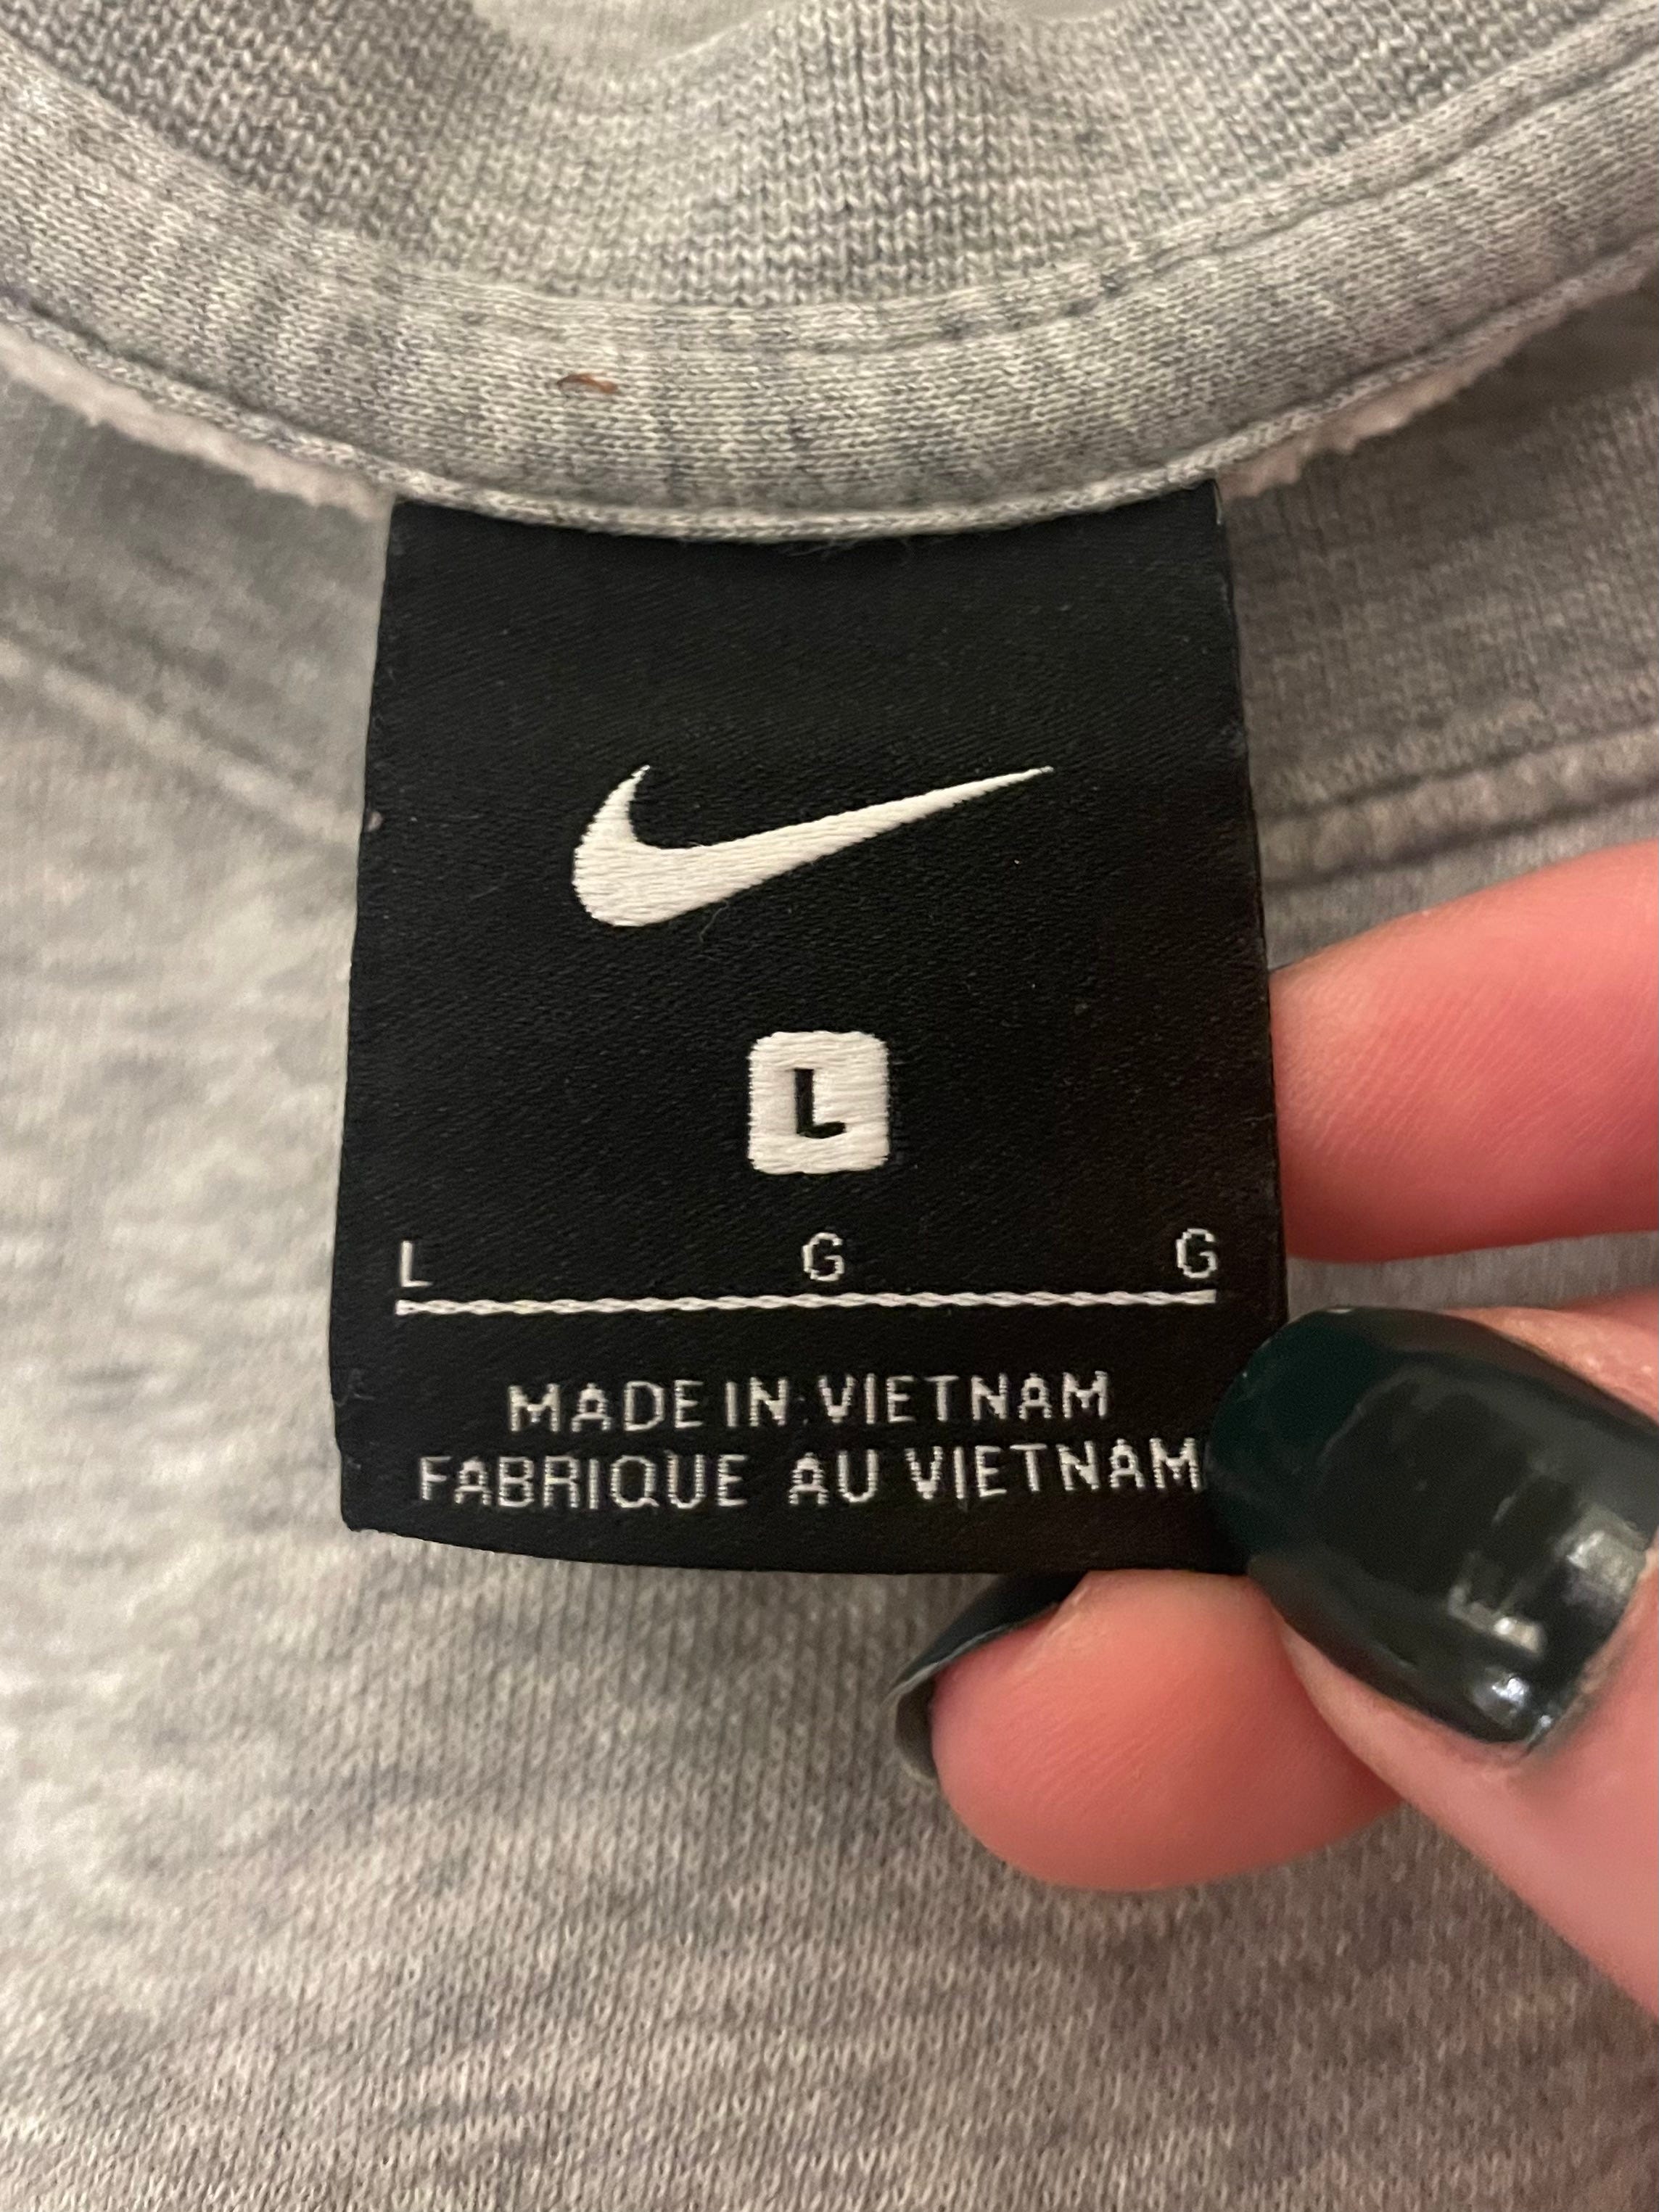 L
L G G
MADE IN VIETNAM
FABRIQUE AU VIETNAM